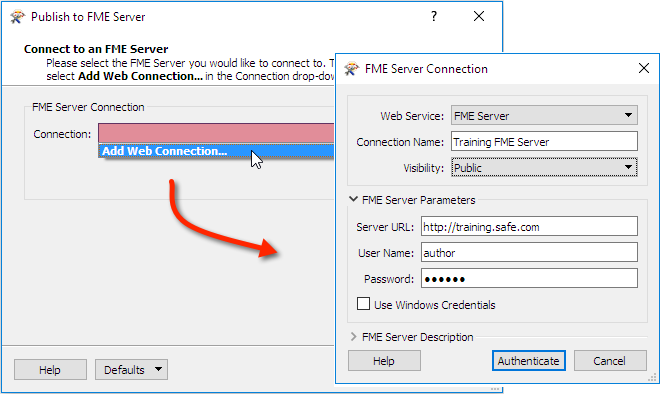 Publish to FME Server
Connect to an FME Server
Please select the FME Server you would like to connect to. T
select Add Web Connection... in the Connection drop-dow
FME Server Connection
Connection:
Add Web Connection...
Help
Defaults
FME Server Connection
Web Service: FME Server
Connection Name: Training FME Server
Visibility: Public
FME Server Parameters
Server URL: http://training.safe.com
User Name: author
Password: ●●●●●●
Use Windows Credentials
FME Server Description
Help
Authenticate
Cancel